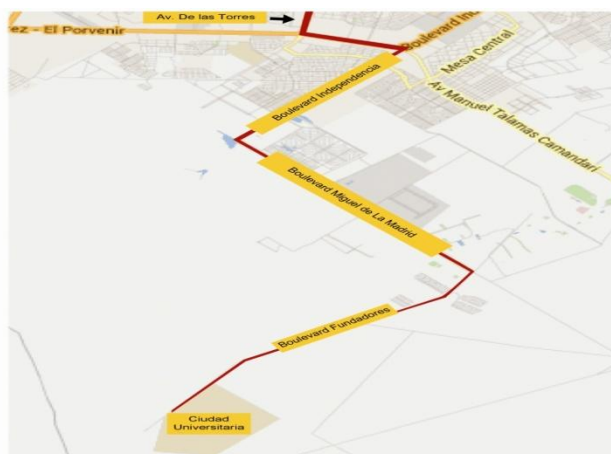 Av. De las Torres
ez - El Porvenir
Boulevard Ind
Mesa Central
Boulevard Independencia
Av Manuel Talamas Camandari
Boulevard Miguel de La Madrid
Boulevard Fundadores
Ciudad
Universitaria